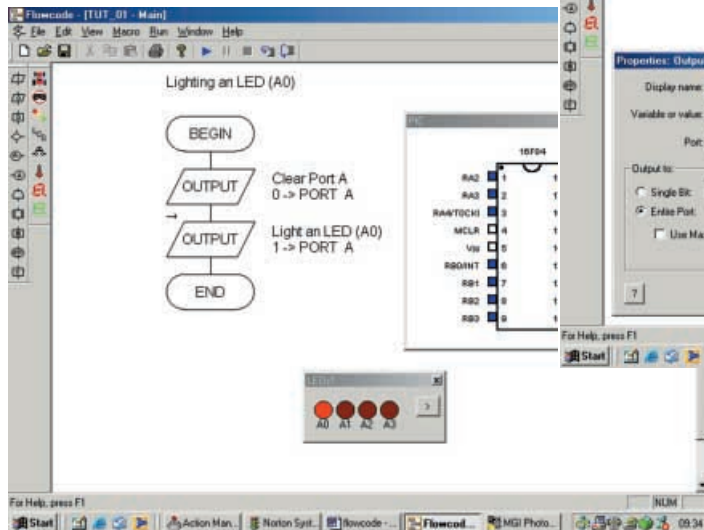 Flowcode - [TUT_01 - Main]
File Edit View Macro Run Window Help
Lighting an LED (A0)
BEGIN
OUTPUT
Clear Port A
0 -> PORT A
OUTPUT
Light an LED (A0)
1 -> PORT A
END
PIC
16F84
RA2 1
RA3 2
RA4/T0CKI 3
MCLR 4
Vss 5
RB0/INT 6
RB1 7
RB2 8
RB3 9
A0 A1 A2 A3
For Help, press F1
Start Action Man... Norton Syst... flowcode - ... Flowcod... MGI Photo... 09:34
NUM
Properties: Output
Display name:
Variable or value:
Port:
Output to:
Single Bit:
Entire Port:
Use Ma
?
For Help, press F1
Start